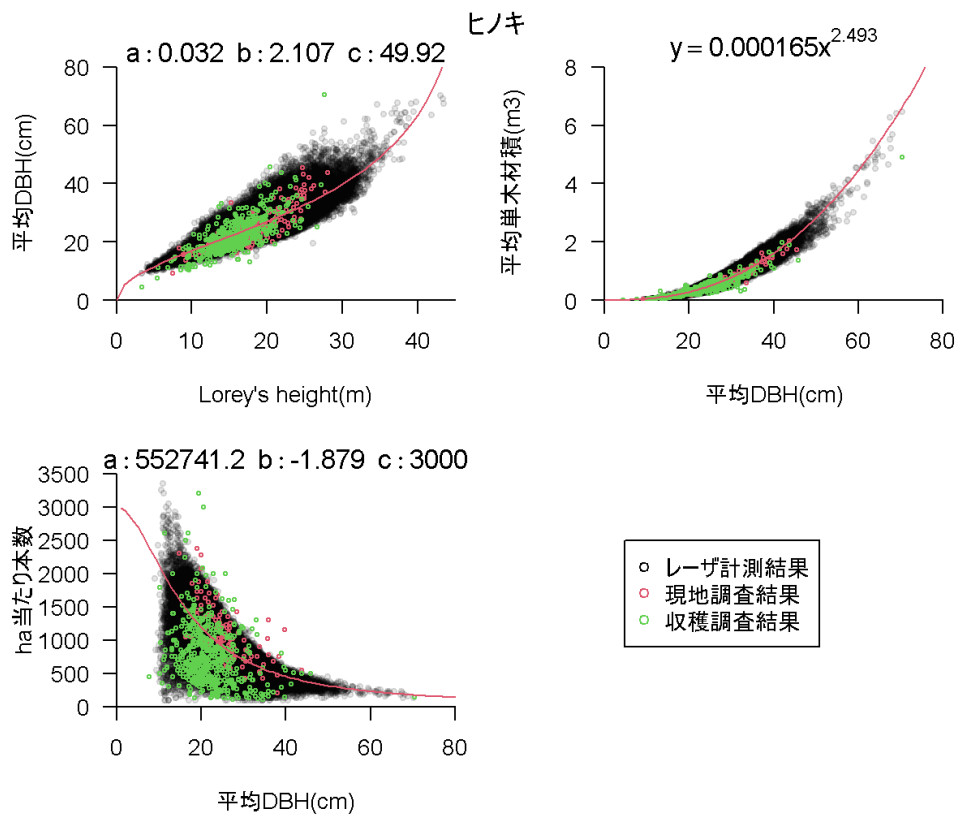 ヒノキ
a : 0.032 b : 2.107 c : 49.92
平均DBH(cm)
80
60
40
20
0
0 10 20 30 40
Lorey's height(m)
y = 0.000165x^2.493
平均単木材積(m3)
8
6
4
2
0
0 20 40 60 80
平均DBH(cm)
a : 552741.2 b : -1.879 c : 3000
ha当たり本数
3500
3000
2500
2000
1500
1000
500
0
0 20 40 60 80
平均DBH(cm)
レーザ計測結果
現地調査結果
収穫調査結果